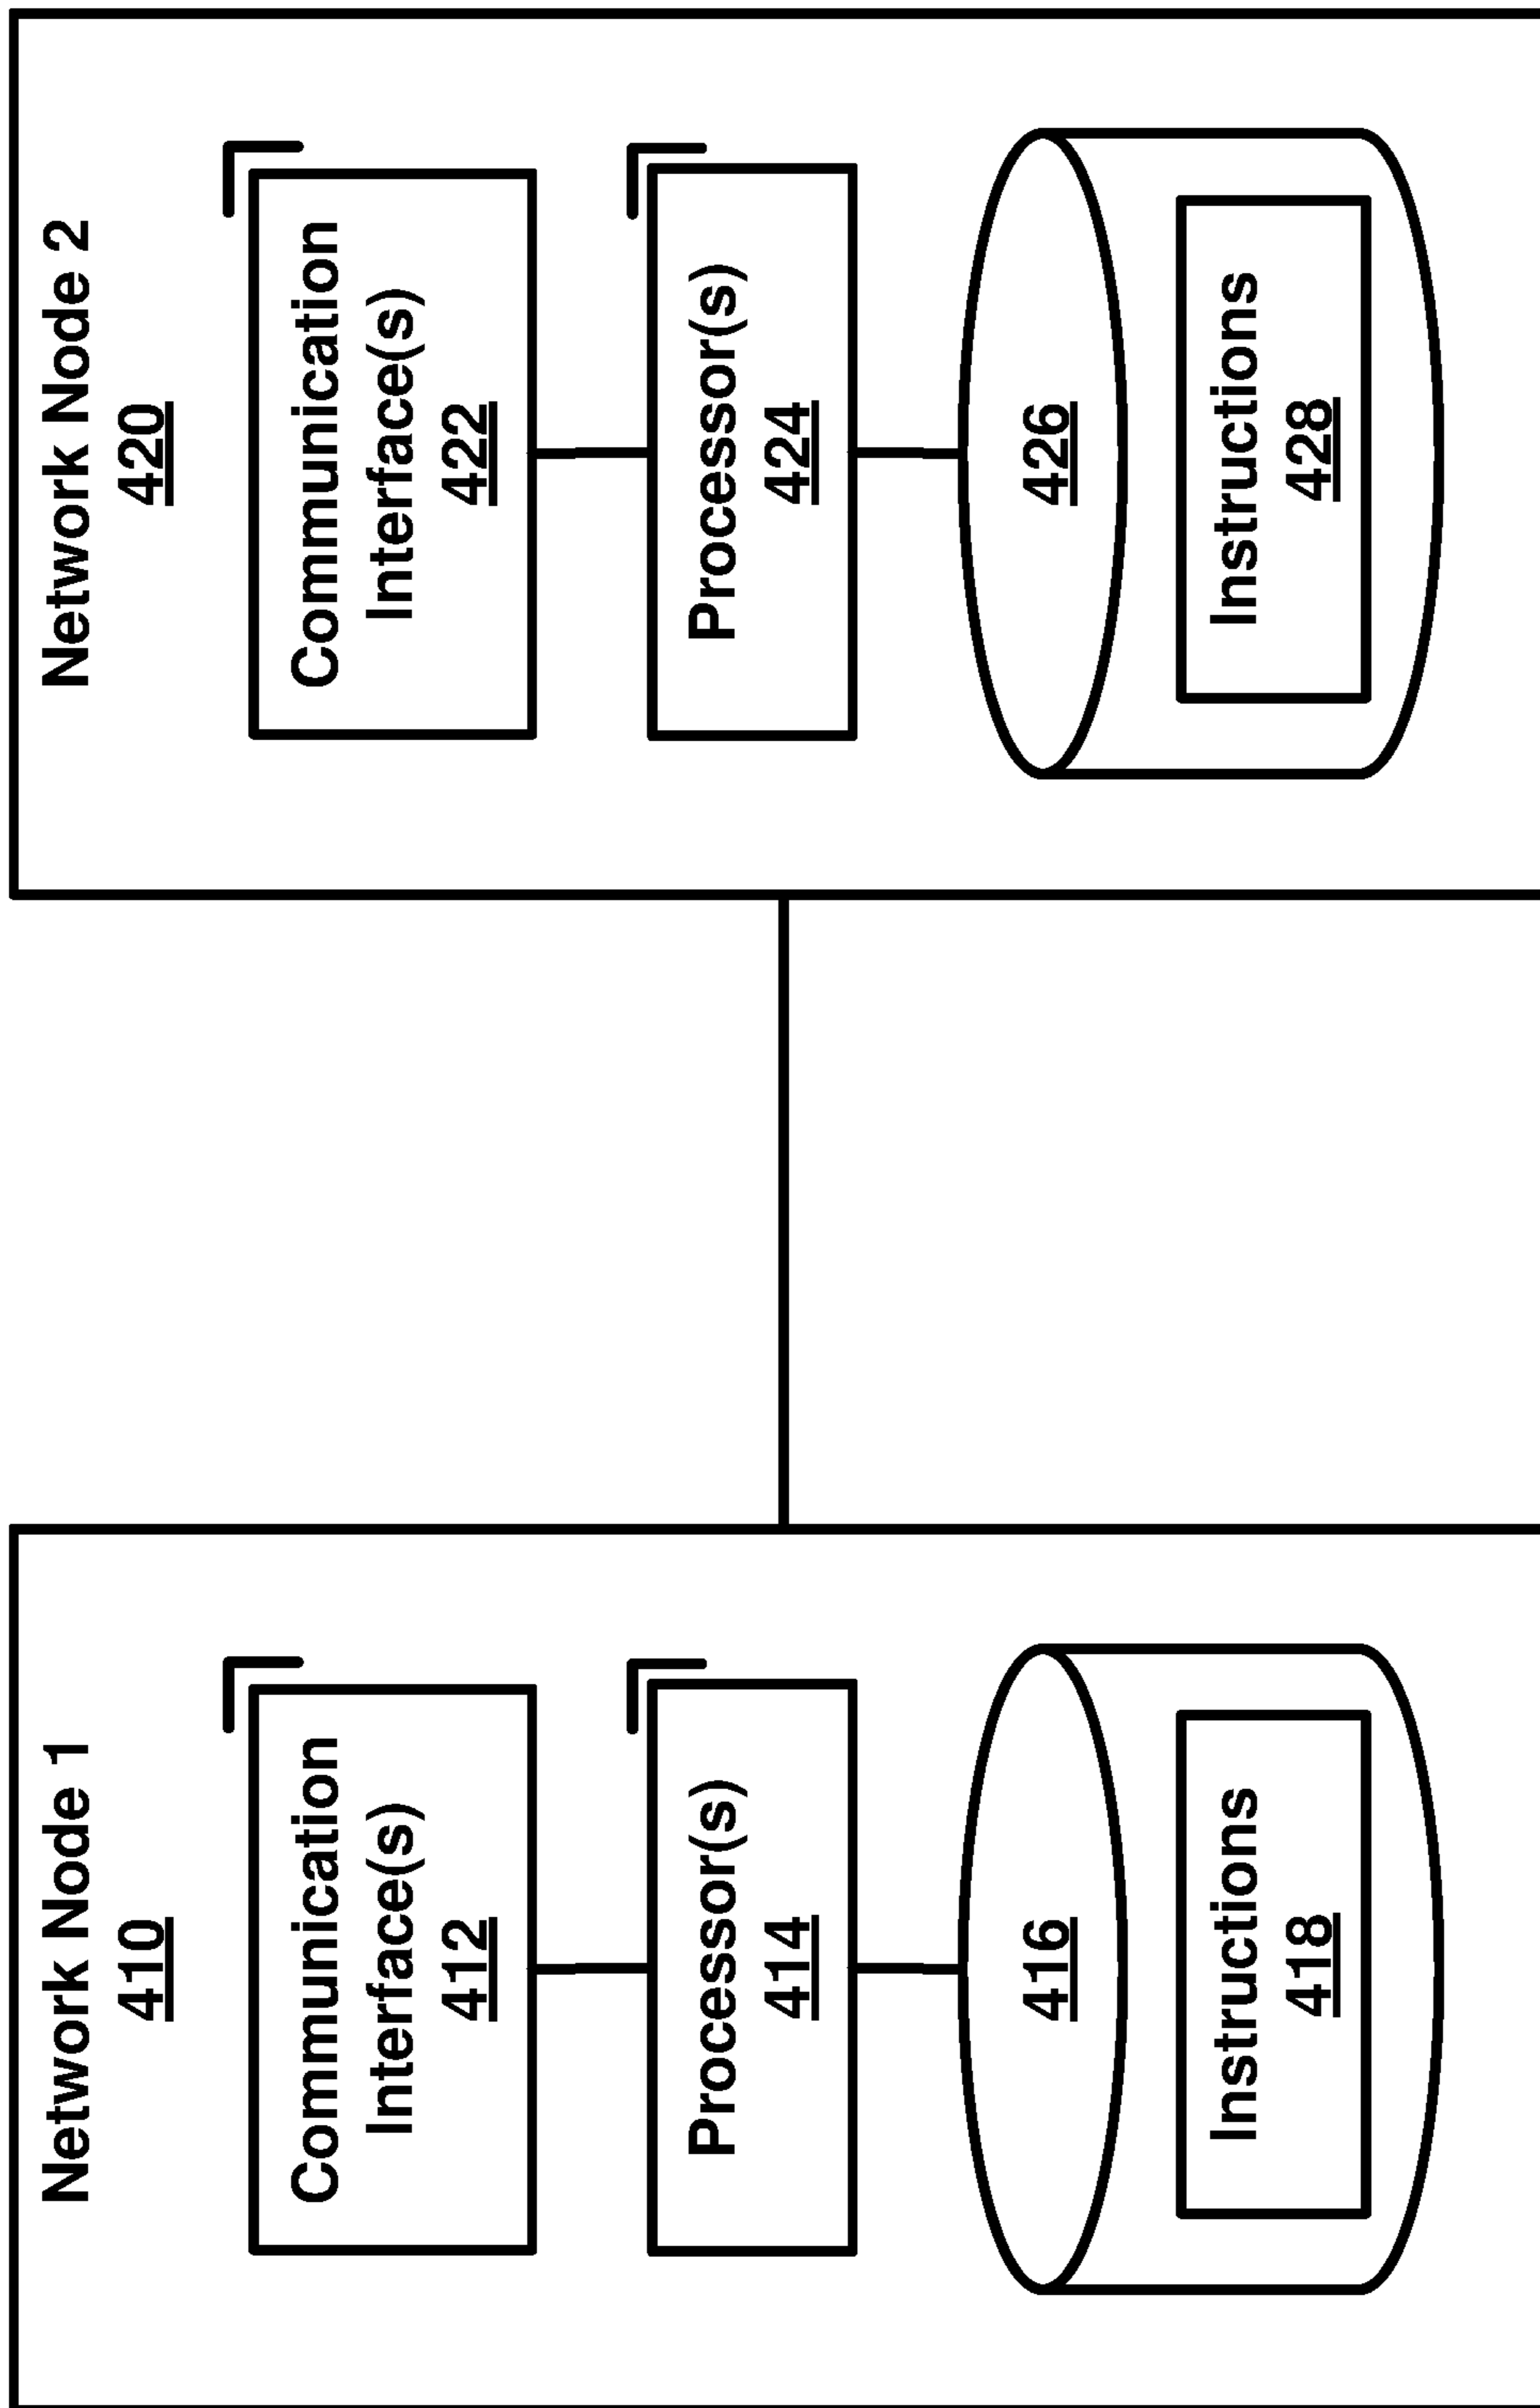 Network Node 1
410
Communication
Interface(s)
412
Processor(s)
414
416
Instructions
418
Network Node 2
420
Communication
Interface(s)
422
Processor(s)
424
426
Instructions
428